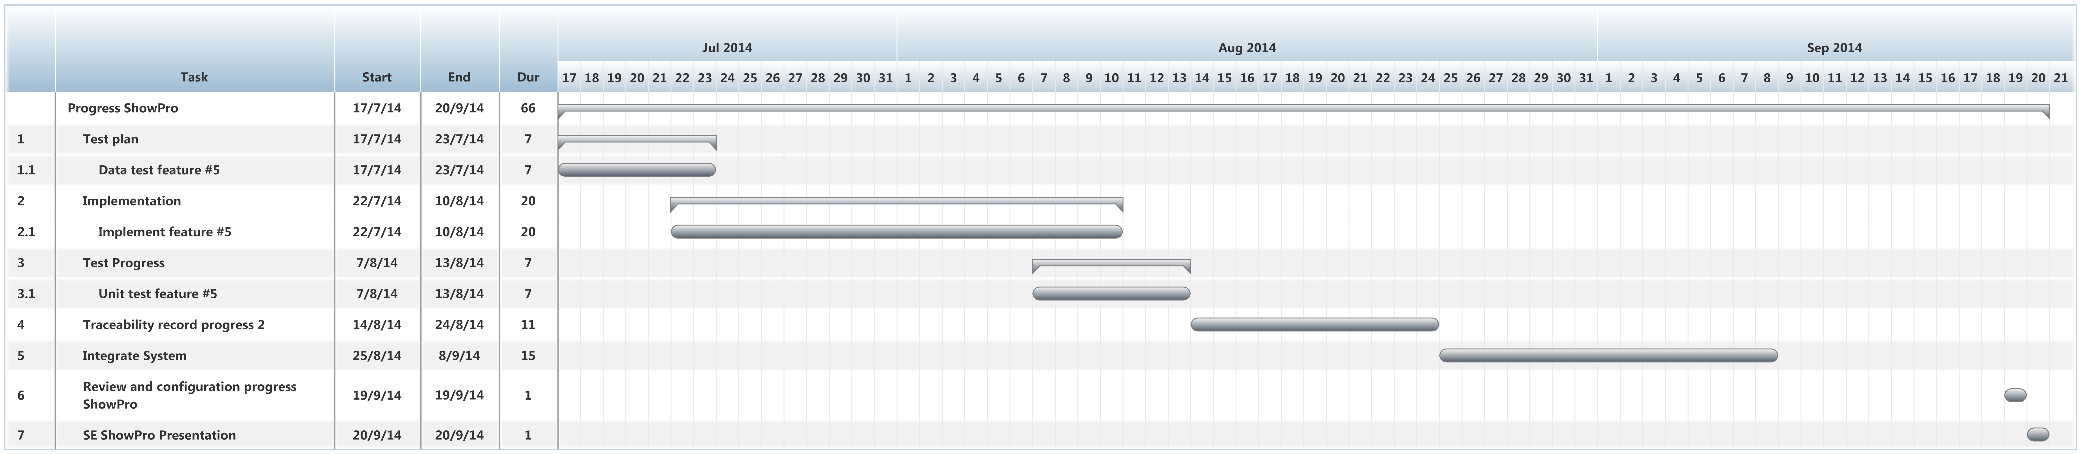 Jul 2014 Aug 2014 Sep 2014
Task Start End Dur 17 18 19 20 21 22 23 24 25 26 27 28 29 30 31 1 2 3 4 5 6 7 8 9 10 11 12 13 14 15 16 17 18 19 20 21 22 23 24 25 26 27 28 29 30 31 1 2 3 4 5 6 7 8 9 10 11 12 13 14 15 16 17 18 19 20 21
Progress ShowPro 17/7/14 20/9/14 66
1 Test plan 17/7/14 23/7/14 7
1.1 Data test feature #5 17/7/14 23/7/14 7
2 Implementation 22/7/14 10/8/14 20
2.1 Implement feature #5 22/7/14 10/8/14 20
3 Test Progress 7/8/14 13/8/14 7
3.1 Unit test feature #5 7/8/14 13/8/14 7
4 Traceability record progress 2 14/8/14 24/8/14 11
5 Integrate System 25/8/14 8/9/14 15
6 Review and configuration progress
ShowPro 19/9/14 19/9/14 1
7 SE ShowPro Presentation 20/9/14 20/9/14 1